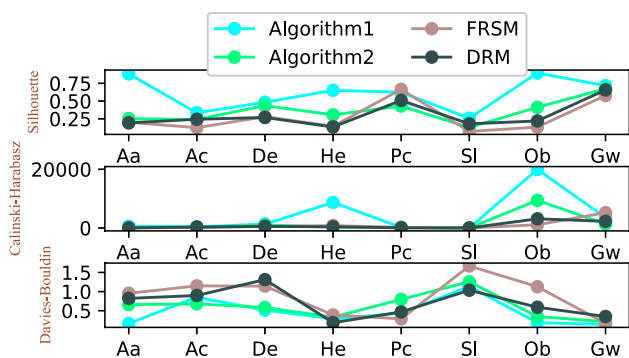 Algorithm1 FRSM
Algorithm2 DRM
Silhouette
0.75
0.50
0.25
Aa Ac De He Pc Sl Ob Gw
Calinski-Harabasz
20000
0
Aa Ac De He Pc Sl Ob Gw
Davies-Bouldin
1.5
1.0
0.5
Aa Ac De He Pc Sl Ob Gw